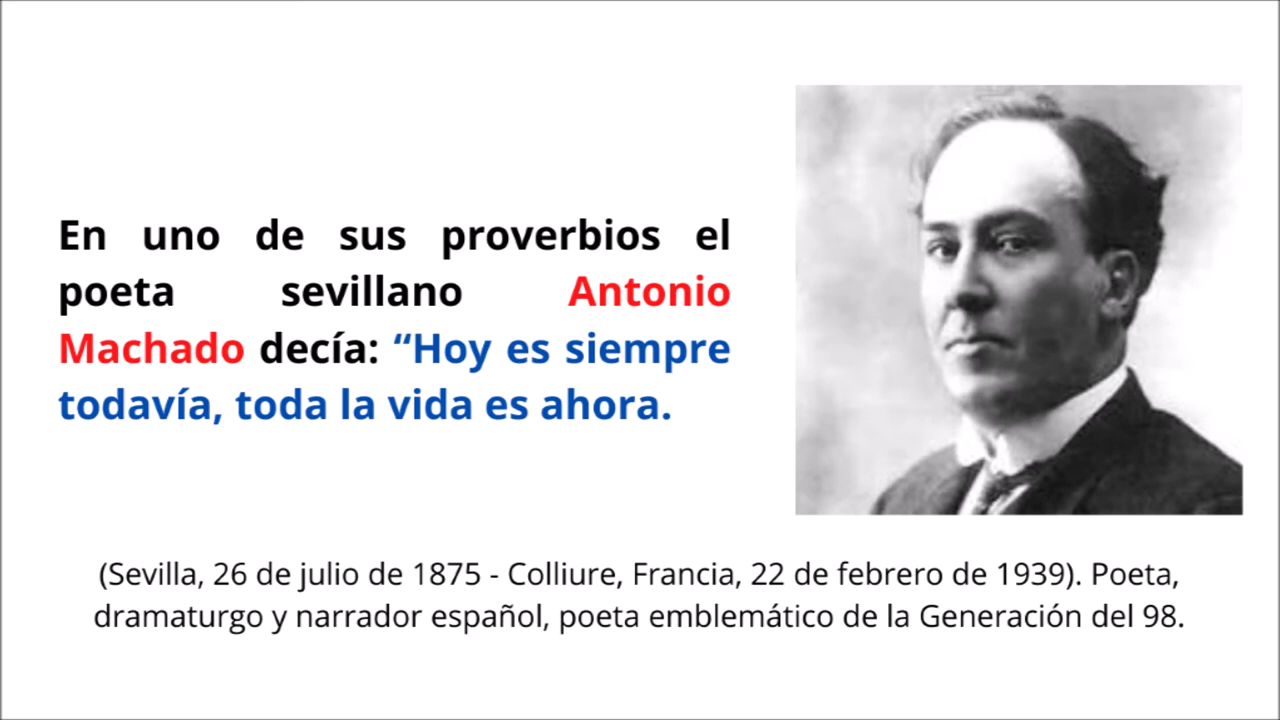 En uno de sus proverbios el
poeta sevillano Antonio
Machado decía: “Hoy es siempre
todavía, toda la vida es ahora.
(Sevilla, 26 de julio de 1875 - Colliure, Francia, 22 de febrero de 1939). Poeta,
dramaturgo y narrador español, poeta emblemático de la Generación del 98.